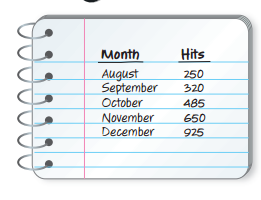 Month Hits
August 250
September 320
October 485
November 650
December 925